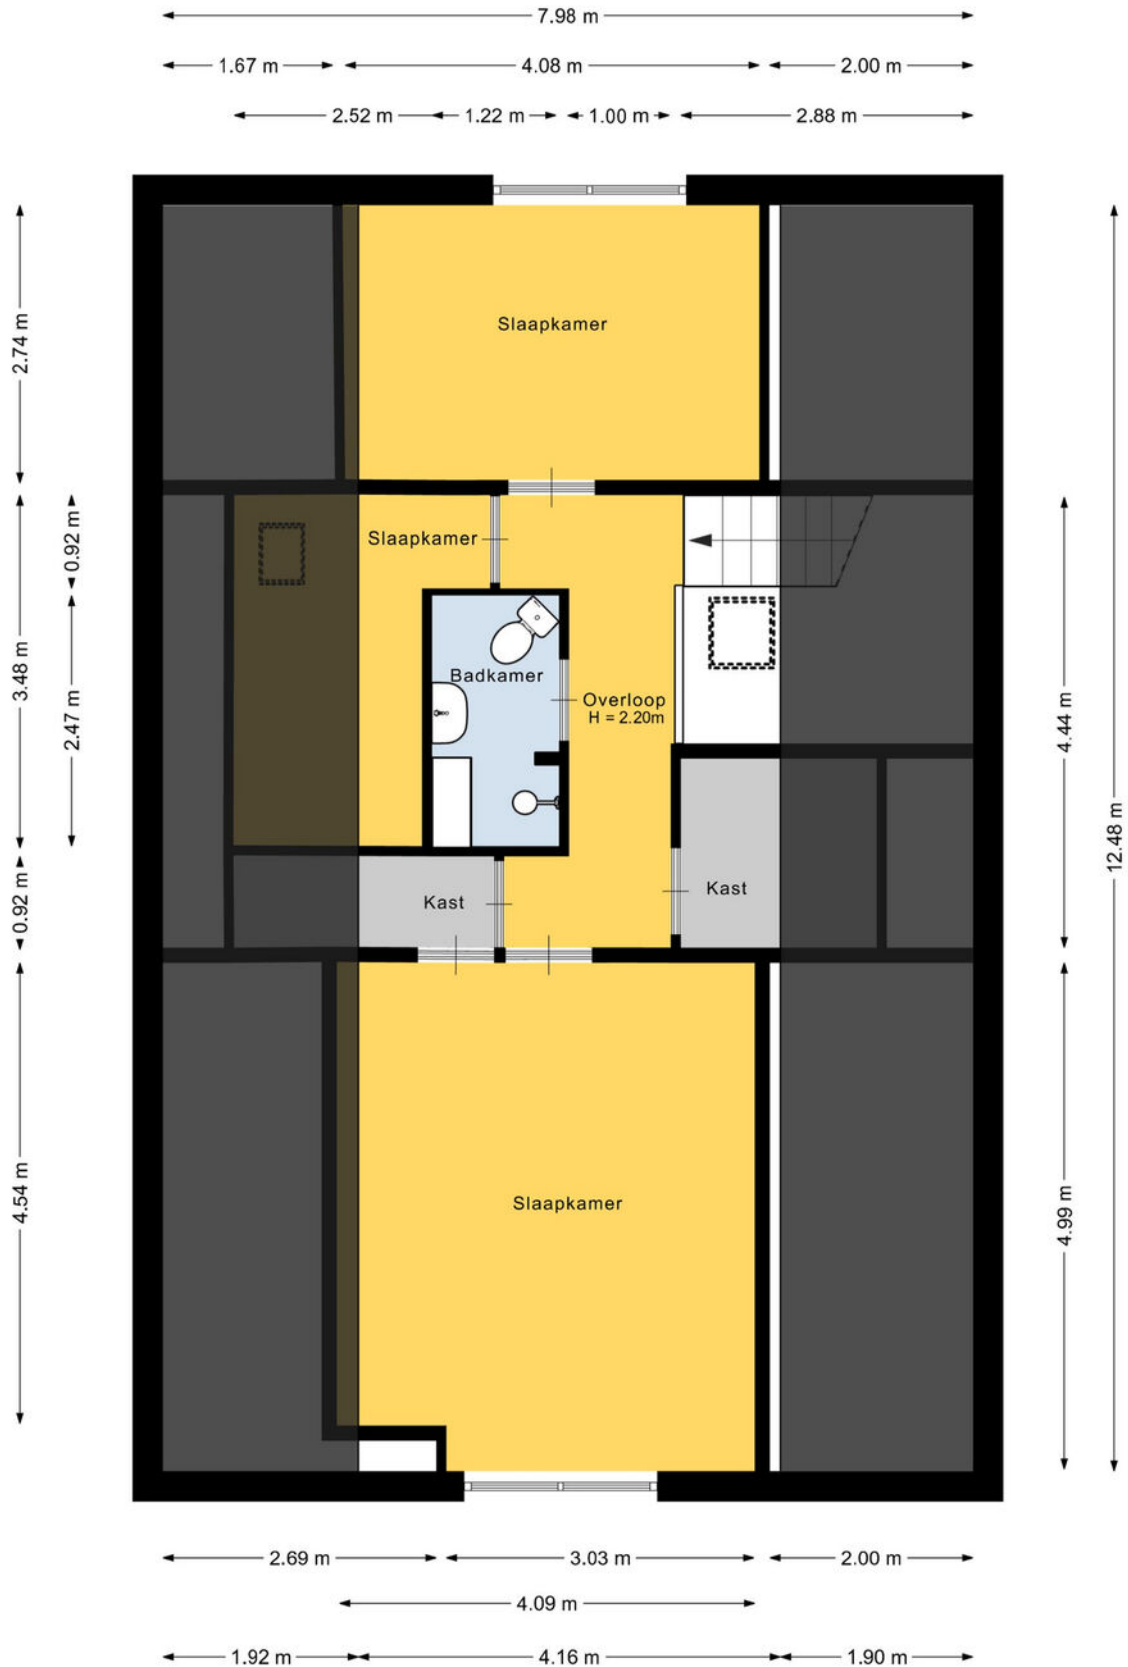 7.98 m
1.67 m
4.08 m
2.00 m
2.52 m
1.22 m
1.00 m
2.88 m
2.74 m
Slaapkamer
0.92 m
Slaapkamer
3.48 m
2.47 m
Badkamer
Overloop
H = 2.20m
4.44 m
12.48 m
0.92 m
Kast
Kast
4.54 m
Slaapkamer
4.99 m
2.69 m
3.03 m
2.00 m
4.09 m
1.92 m
4.16 m
1.90 m